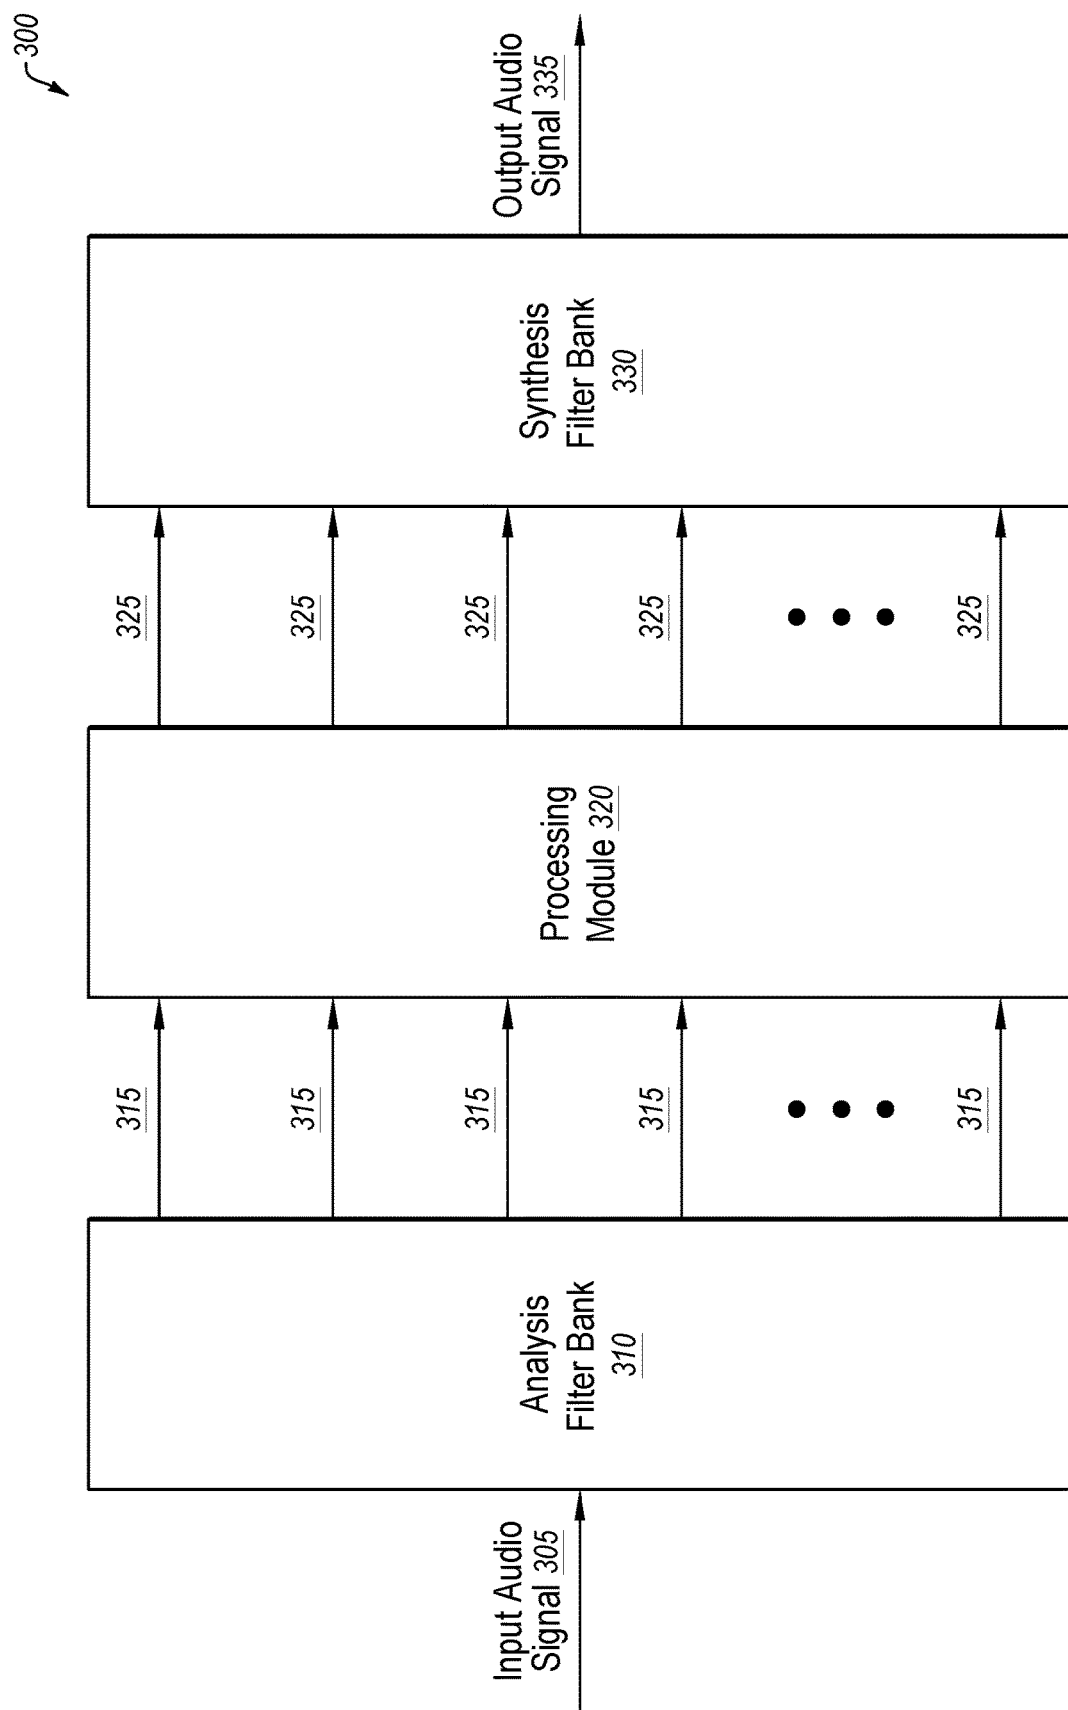 300
Input Audio
Signal 305
Analysis
Filter Bank
310
315
315
315
315
315
Processing
Module 320
325
325
325
325
325
Synthesis
Filter Bank
330
Output Audio
Signal 335